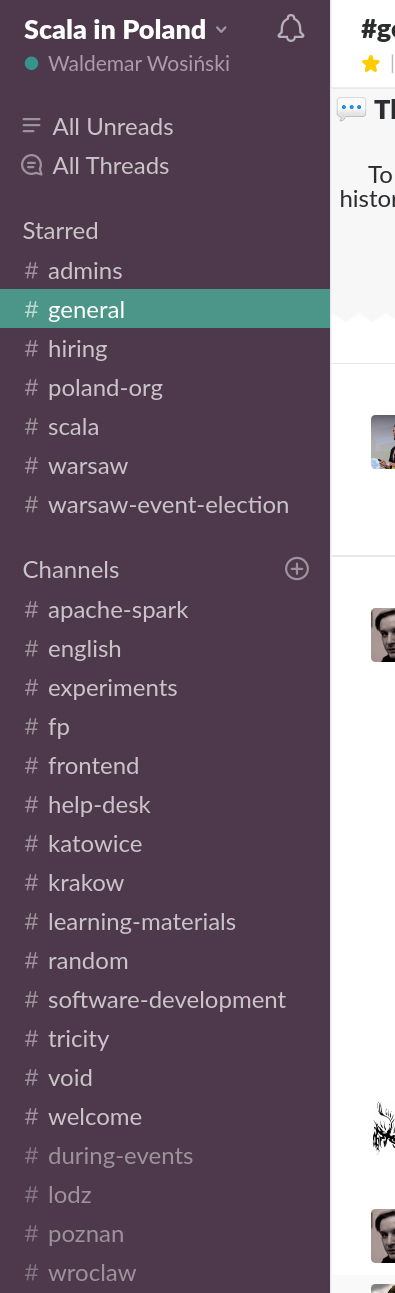 Scala in Poland
Waldemar Wosiński
All Unreads
All Threads
Starred
# admins
# general
# hiring
# poland-org
# scala
# warsaw
# warsaw-event-election
Channels
# apache-spark
# english
# experiments
# fp
# frontend
# help-desk
# katowice
# krakow
# learning-materials
# random
# software-development
# tricity
# void
# welcome
# during-events
# lodz
# poznan
# wroclaw
To